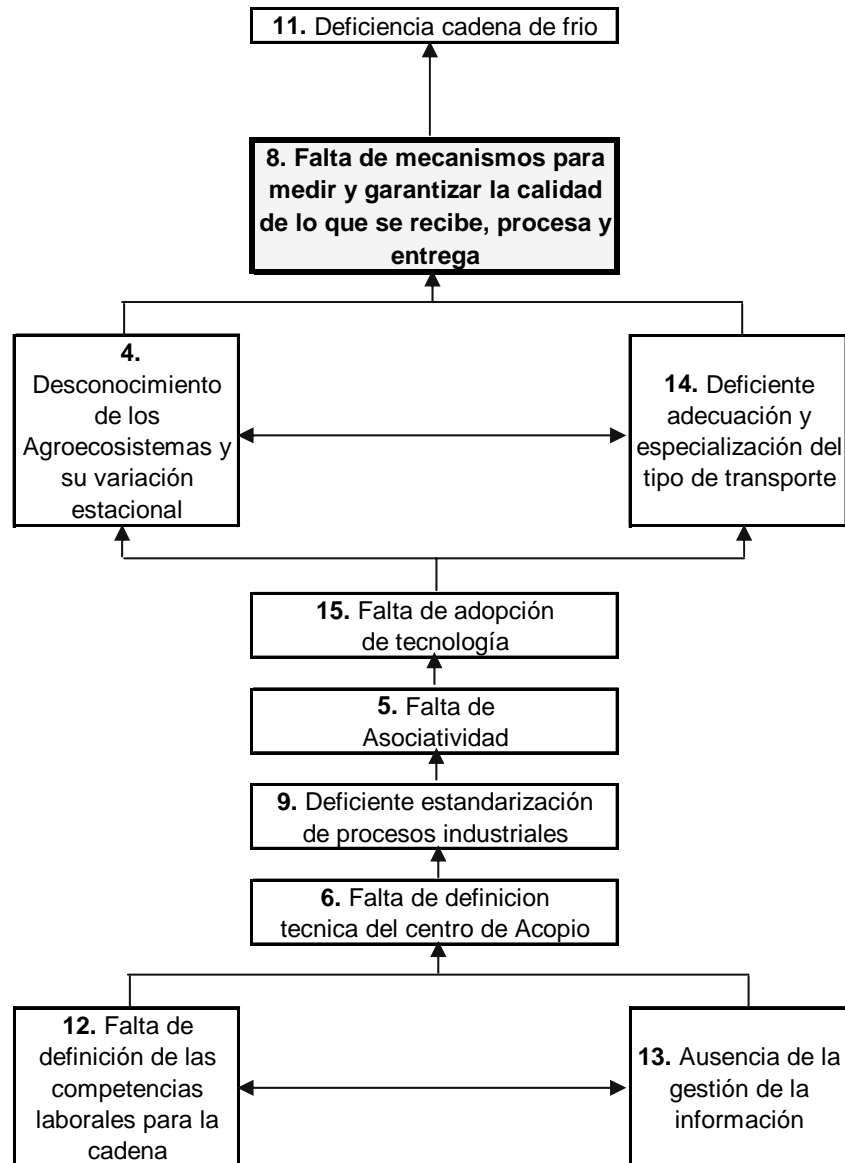 11. Deficiencia cadena de frio
8. Falta de mecanismos para
medir y garantizar la calidad
de lo que se recibe, procesa y
entrega
4.
Desconocimiento
de los
Agroecosistemas y
su variación
estacional
14. Deficiente
adecuación y
especialización del
tipo de transporte
15. Falta de adopción
de tecnología
5. Falta de
Asociatividad
9. Deficiente estandarización
de procesos industriales
6. Falta de definicion
tecnica del centro de Acopio
12. Falta de
definición de las
competencias
laborales para la
cadena
13. Ausencia de la
gestión de la
información